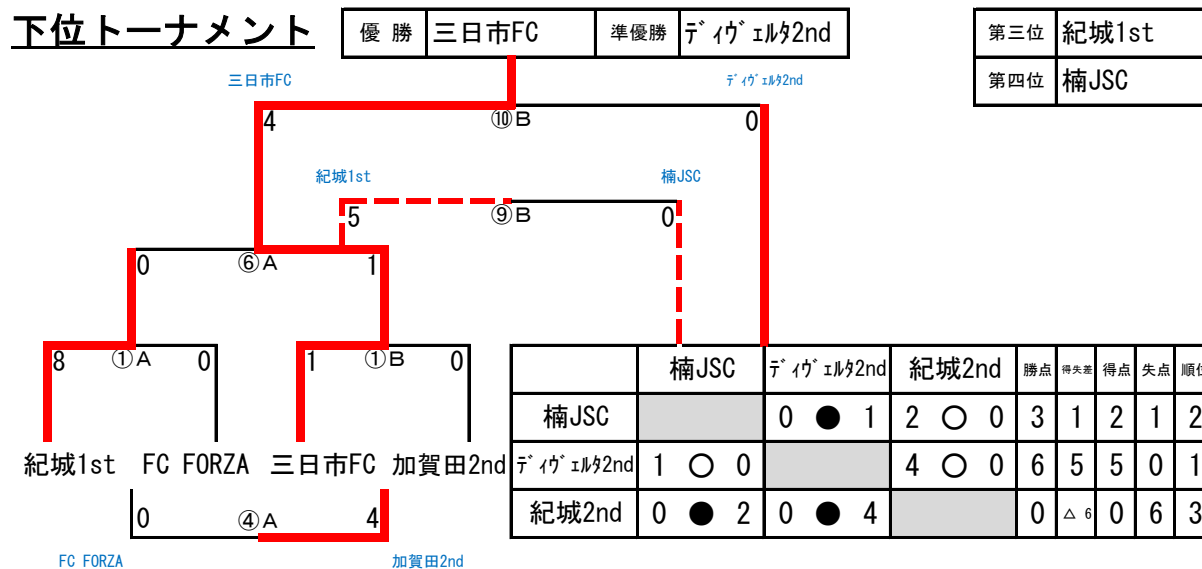 下位トーナメント
優 勝 三日市FC 準優勝 ディヴェルタ2nd
第三位 紀城1st
第四位 楠JSC
三日市FC ディヴェルタ2nd
4 ⑩B 0
紀城1st 楠JSC
5 ⑨B 0
0 ⑥A 1
8 ①A 0 1 ①B 0
紀城1st FC FORZA 三日市FC 加賀田2nd
0 ④A 4
FC FORZA 加賀田2nd
楠JSC ディヴェルタ2nd 紀城2nd 勝点 得失差 得点 失点 順位
楠JSC 0 ● 1 2 ○ 0 3 1 2 1 2
ディヴェルタ2nd 1 ○ 0 4 ○ 0 6 5 5 0 1
紀城2nd 0 ● 2 0 ● 4 0 △ 6 0 6 3